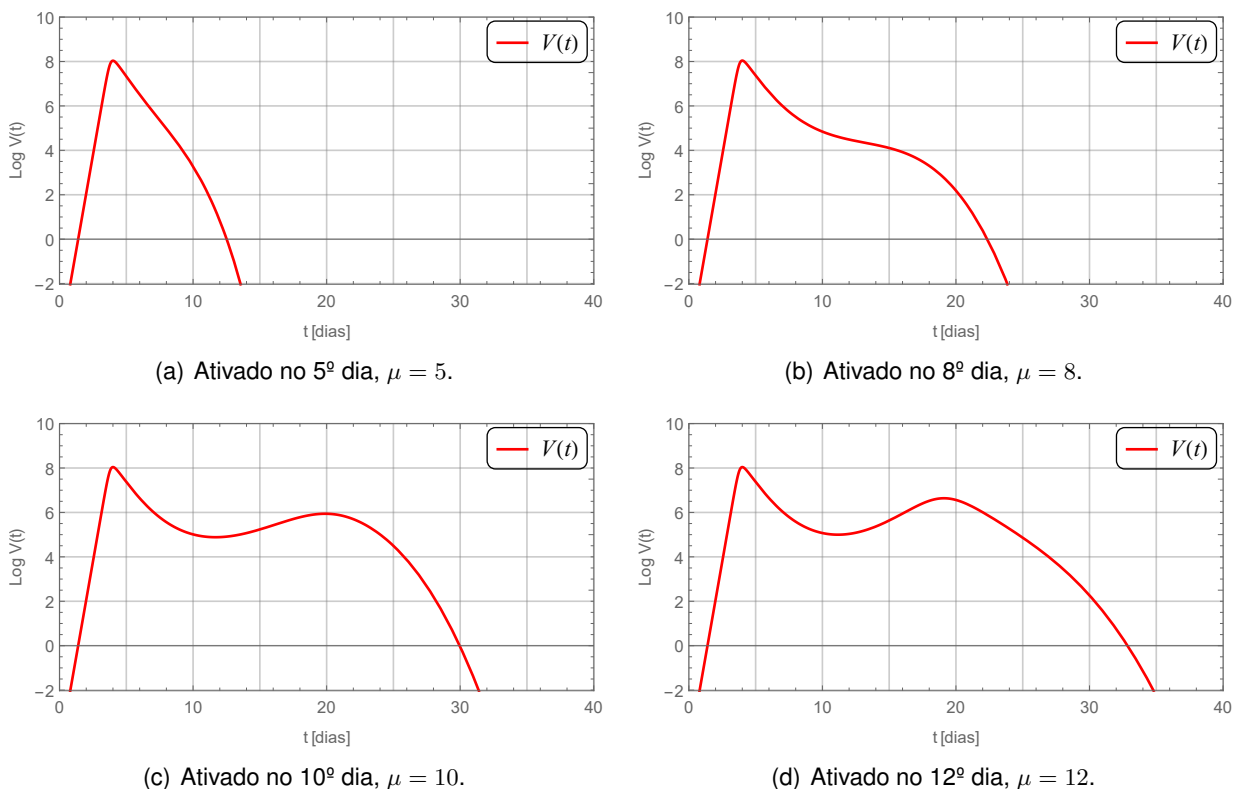 10
8
6
4
2
0
−2
Log V(t)
V(t)
0 10 20 30 40
t [dias]
(a) Ativado no 5º dia, μ = 5.
10
8
6
4
2
0
−2
Log V(t)
V(t)
0 10 20 30 40
t [dias]
(b) Ativado no 8º dia, μ = 8.
10
8
6
4
2
0
−2
Log V(t)
V(t)
0 10 20 30 40
t [dias]
(c) Ativado no 10º dia, μ = 10.
10
8
6
4
2
0
−2
Log V(t)
V(t)
0 10 20 30 40
t [dias]
(d) Ativado no 12º dia, μ = 12.